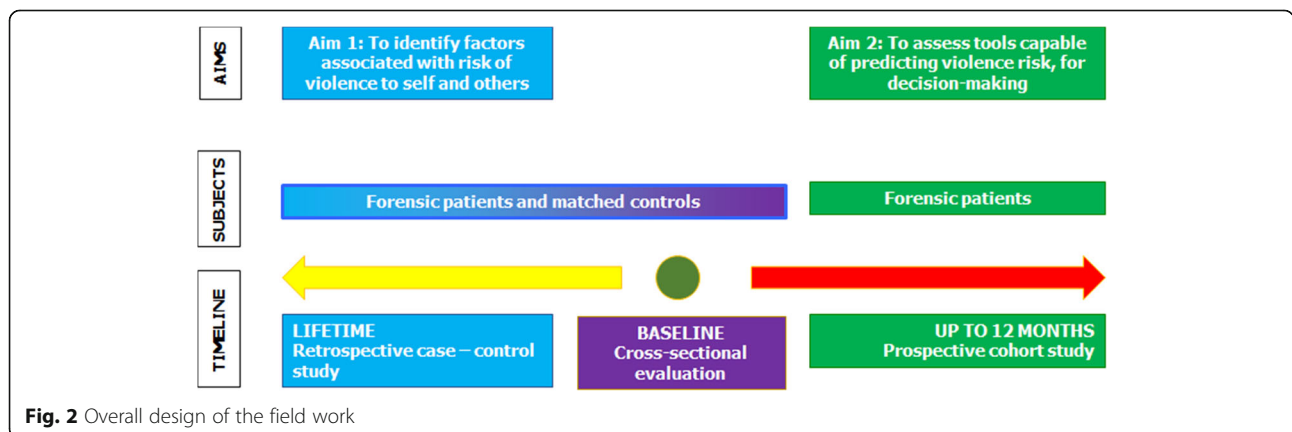 AIMS
Aim 1: To identify factors
associated with risk of
violence to self and others
Aim 2: To assess tools capable
of predicting violence risk, for
decision-making
SUBJECTS
Forensic patients and matched controls
Forensic patients
TIMELINE
LIFETIME
Retrospective case – control
study
BASELINE
Cross-sectional
evaluation
UP TO 12 MONTHS
Prospective cohort study
Fig. 2 Overall design of the field work